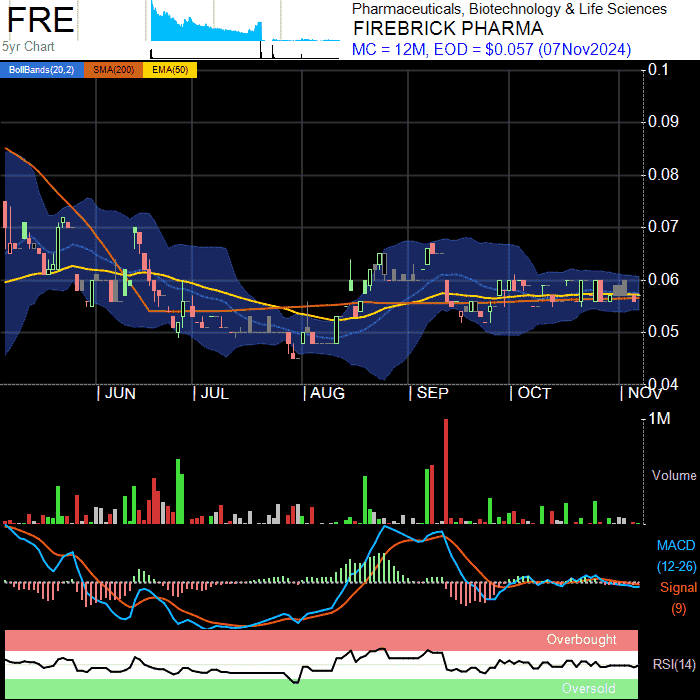 FRE
5yr Chart
Pharmaceuticals, Biotechnology & Life Sciences
FIREBRICK PHARMA
MC = 12M, EOD = $0.057 (07Nov2024)
BollBands(20,2) SMA(200) EMA(50)
0.1
0.09
0.08
0.07
0.06
0.05
0.04
JUN JUL AUG SEP OCT NOV
1M
Volume
MACD
(12-26)
Signal
(9)
Overbought
RSI(14)
Oversold